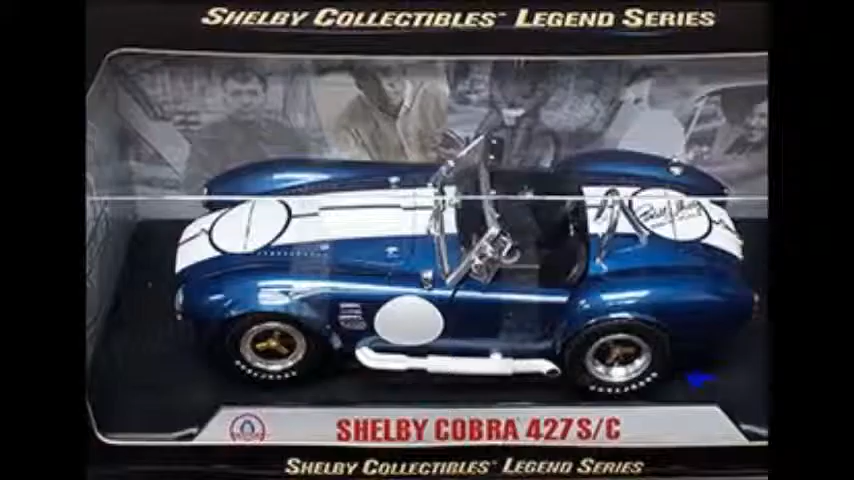 SHELBY COLLECTIBLES™ LEGEND SERIES
SHELBY COBRA 427 S/C
SHELBY COLLECTIBLES™ LEGEND SERIES